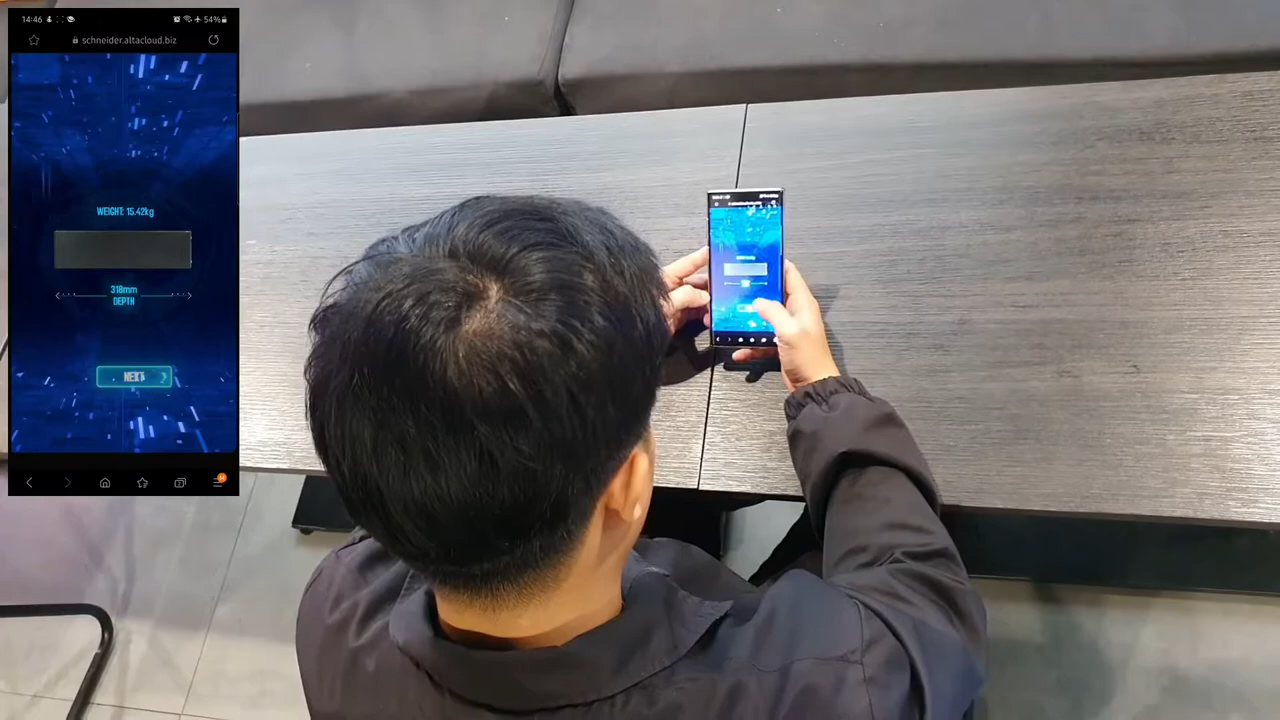 14:46
54%
schneider.altacloud.biz
WEIGHT: 15.42kg
318mm
DEPTH
NEXT